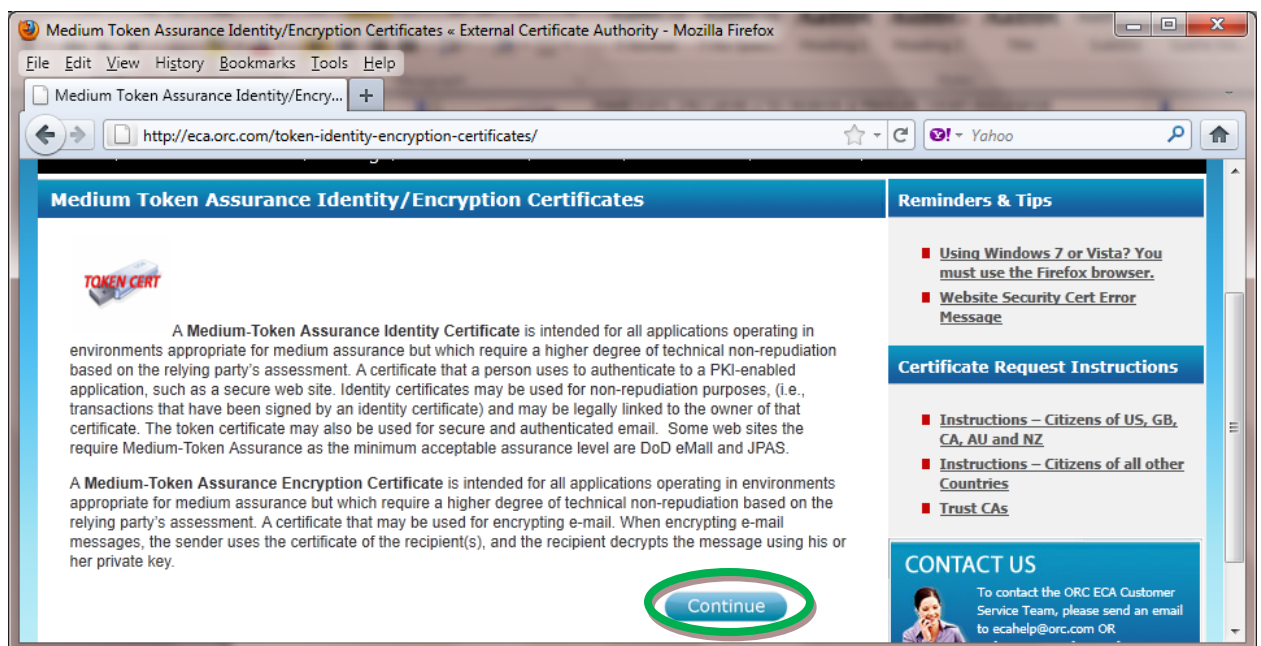 Medium Token Assurance Identity/Encryption Certificates « External Certificate Authority - Mozilla Firefox
File Edit View History Bookmarks Tools Help
Medium Token Assurance Identity/Encry...
http://eca.orc.com/token-identity-encryption-certificates/
Yahoo
Medium Token Assurance Identity/Encryption Certificates
TOKEN CERT
A Medium-Token Assurance Identity Certificate is intended for all applications operating in
environments appropriate for medium assurance but which require a higher degree of technical non-repudiation
based on the relying party's assessment. A certificate that a person uses to authenticate to a PKI-enabled
application, such as a secure web site. Identity certificates may be used for non-repudiation purposes, (i.e.,
transactions that have been signed by an identity certificate) and may be legally linked to the owner of that
certificate. The token certificate may also be used for secure and authenticated email.  Some web sites the
require Medium-Token Assurance as the minimum acceptable assurance level are DoD eMall and JPAS.
A Medium-Token Assurance Encryption Certificate is intended for all applications operating in environments
appropriate for medium assurance but which require a higher degree of technical non-repudiation based on the
relying party's assessment. A certificate that may be used for encrypting e-mail. When encrypting e-mail
messages, the sender uses the certificate of the recipient(s), and the recipient decrypts the message using his or
her private key.
Continue
Reminders & Tips
Using Windows 7 or Vista? You
must use the Firefox browser.
Website Security Cert Error
Message
Certificate Request Instructions
Instructions – Citizens of US, GB,
CA, AU and NZ
Instructions – Citizens of all other
Countries
Trust CAs
CONTACT US
To contact the ORC ECA Customer
Service Team, please send an email
to ecahelp@orc.com OR